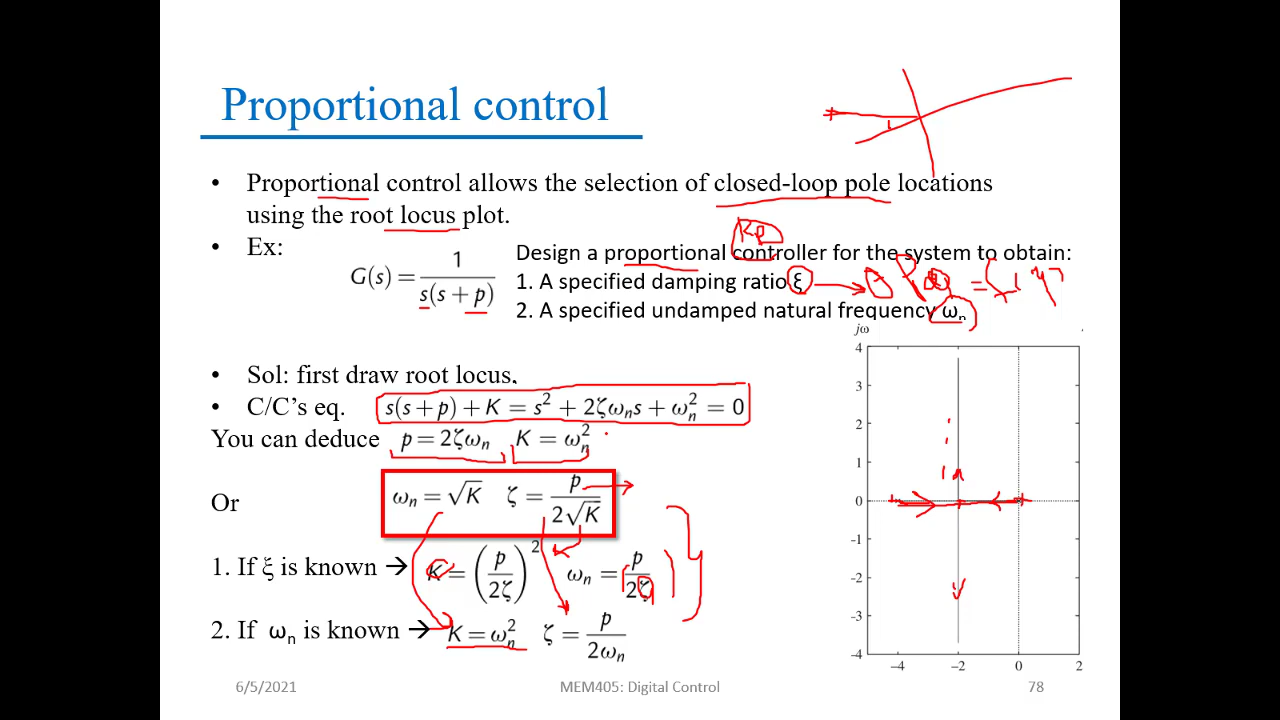 Proportional control
• Proportional control allows the selection of closed-loop pole locations
using the root locus plot.
• Ex:
G(s) = 1 / s(s + p)
Kp
Design a proportional controller for the system to obtain:
1. A specified damping ratio ξ
2. A specified undamped natural frequency ωn
• Sol: first draw root locus,
• C/C's eq. s(s + p) + K = s² + 2ζωns + ωn² = 0
You can deduce p = 2ζωn K = ωn²
Or ωn = √K ζ = p / 2√K
1. If ξ is known → K = (p / 2ζ)² ωn = p / 2ζ
2. If ωn is known → K = ωn² ζ = p / 2ωn
jω
4
3
2
1
0
-1
-2
-3
-4
-4 -2 0 2
6/5/2021 MEM405: Digital Control 78